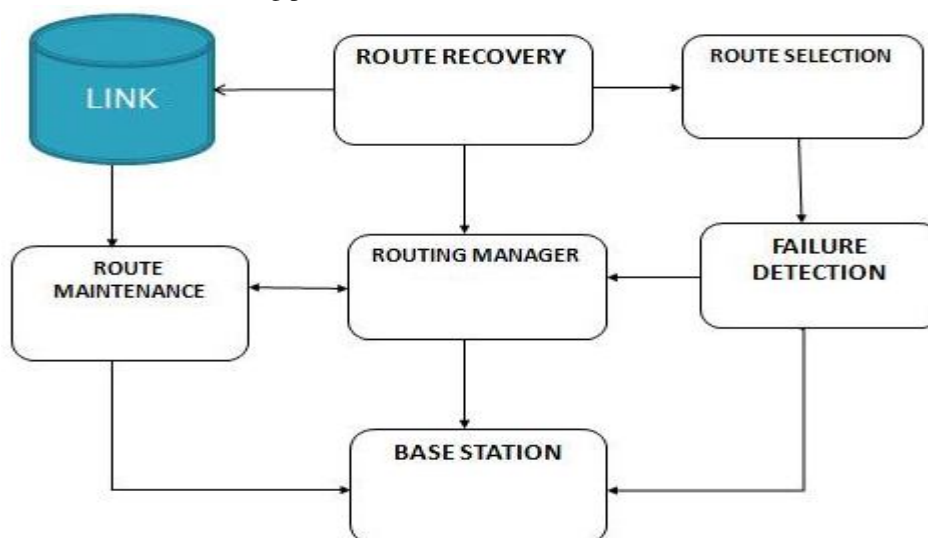 ROUTE RECOVERY
ROUTE SELECTION
LINK
ROUTE
MAINTENANCE
ROUTING MANAGER
FAILURE
DETECTION
BASE STATION